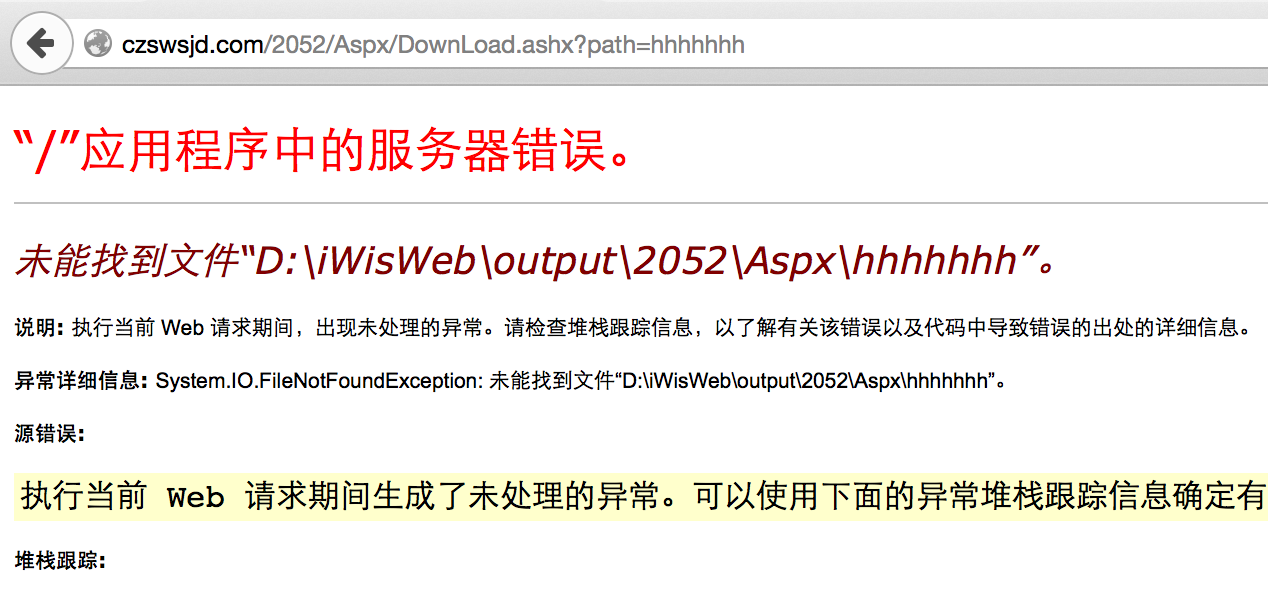 czswsjd.com/2052/Aspx/DownLoad.ashx?path=hhhhhhh
“/”应用程序中的服务器错误。
未能找到文件“D:\iWisWeb\output\2052\Aspx\hhhhhhh”。
说明: 执行当前 Web 请求期间，出现未处理的异常。请检查堆栈跟踪信息，以了解有关该错误以及代码中导致错误的出处的详细信息。
异常详细信息: System.IO.FileNotFoundException: 未能找到文件“D:\iWisWeb\output\2052\Aspx\hhhhhhh”。
源错误:
执行当前 Web 请求期间生成了未处理的异常。可以使用下面的异常堆栈跟踪信息确定有
堆栈跟踪: